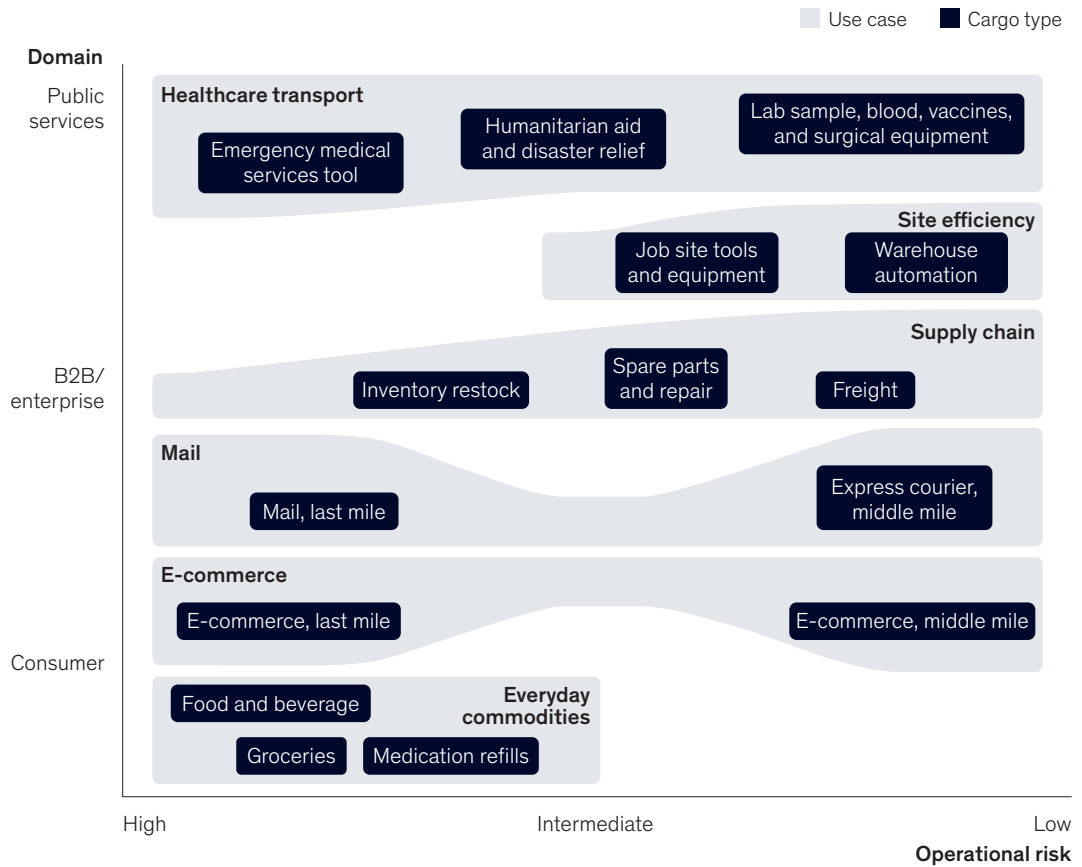 Use case
Cargo type
Domain
Public
services
Healthcare transport
Emergency medical
services tool
Humanitarian aid
and disaster relief
Lab sample, blood, vaccines,
and surgical equipment
Site efficiency
Job site tools
and equipment
Warehouse
automation
B2B/
enterprise
Supply chain
Inventory restock
Spare parts
and repair
Freight
Mail
Mail, last mile
Express courier,
middle mile
E-commerce
E-commerce, last mile
E-commerce, middle mile
Consumer
Everyday
commodities
Food and beverage
Groceries
Medication refills
High
Intermediate
Low
Operational risk